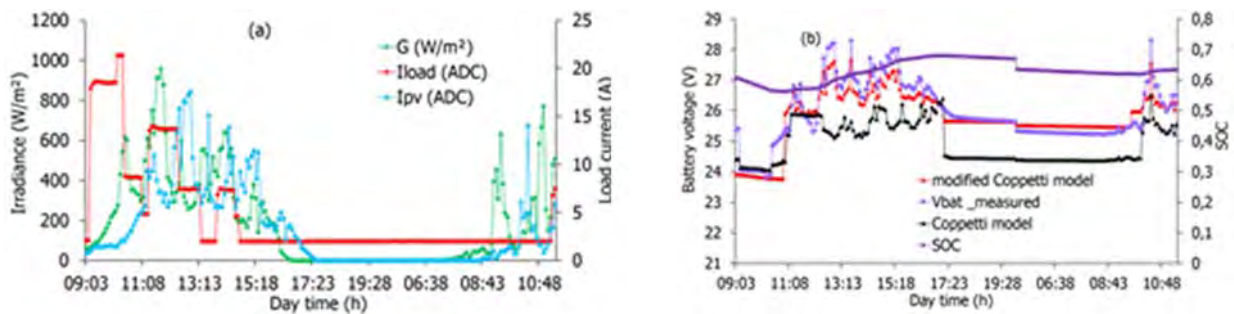 (a)
G (W/m²)
Iload (ADC)
Ipv (ADC)
Irradiance (W/m²)
1200
1000
800
600
400
200
0
25
20
15
10
5
0
Load current (A)
09:03 11:08 13:13 15:18 17:23 19:28 06:38 08:43 10:48
Day time (h)
(b)
Battery voltage (V)
29
28
27
26
25
24
23
22
21
0,8
0,7
0,6
0,5
0,4
0,3
0,2
0,1
0
SOC
modified Coppetti model
Vbat _measured
Coppetti model
SOC
09:03 11:08 13:13 15:18 17:23 19:28 06:38 08:43 10:48
Day time (h)